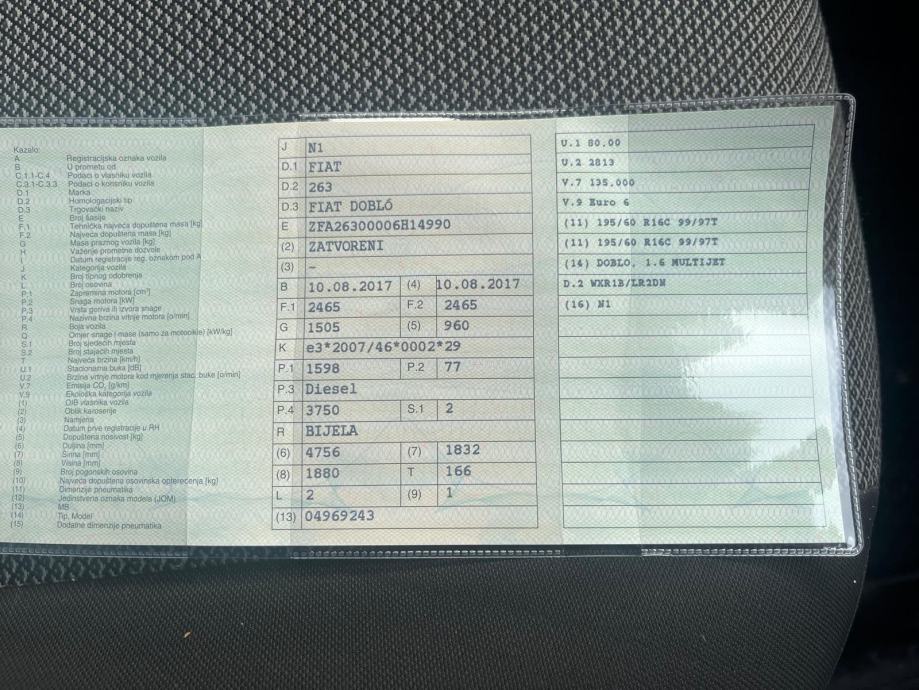 Kazalo:
A Registracijska oznaka vozila
B U prometu od
C.1.1-C.4 Podaci o vlasniku vozila
C.3.1-C.3.3 Podaci o korisniku vozila
D.1 Marka
D.2 Homologacijski tip
D.3 Trgovački naziv
E Broj šasije
F.1 Tehnička najveća dopuštena masa [kg]
F.2 Najveća dopuštena masa [kg]
G Masa praznog vozila [kg]
H Važenje prometne dozvole
I Datum registracije reg. oznakom pod A
J Kategorija vozila
K Broj tipnog odobrenja
L Broj osovina
P.1 Zapremina motora [cm³]
P.2 Snaga motora [kW]
P.3 Vrsta goriva ili izvora snage
P.4 Nazivna brzina vrtnje motora [o/min]
R Boja vozila
Q Omjer snage i mase (samo za motocikle) [kW/kg]
S.1 Broj sjedećih mjesta
S.2 Broj stajaćih mjesta
T Najveća brzina [km/h]
U.1 Stacionarna buka [dB]
U.2 Brzina vrtnje motora kod mjerenja stac. buke [o/min]
V.7 Emisija CO₂ [g/km]
V.9 Ekološka kategorija vozila
(1) OIB vlasnika vozila
(2) Oblik karoserije
(3) Namjena
(4) Datum prve registracije u RH
(5) Dopuštena nosivost [kg]
(6) Duljina [mm]
(7) Širina [mm]
(8) Visina [mm]
(9) Broj pogonskih osovina
(10) Najveća dopuštena osovinska opterećenja [kg]
(11) Dimenzije pneumatika
(12) Jedinstvena oznaka modela (JOM)
(13) MB
(14) Tip, Model
(15) Dodatne dimenzije pneumatika
J N1
D.1 FIAT
D.2 263
D.3 FIAT DOBLÓ
E ZFA26300006H14990
(2) ZATVORENI
(3) –
B 10.08.2017 (4) 10.08.2017
F.1 2465 F.2 2465
G 1505 (5) 960
K e3*2007/46*0002*29
P.1 1598 P.2 77
P.3 Diesel
P.4 3750 S.1 2
R BIJELA
(6) 4756 (7) 1832
(8) 1880 T 166
L 2 (9) 1
(13) 04969243
U.1 80.00
U.2 2813
V.7 135.000
V.9 Euro 6
(11) 195/60 R16C 99/97T
(11) 195/60 R16C 99/97T
(14) DOBLO, 1.6 MULTIJET
D.2 WXR1B/LR2DN
(16) N1